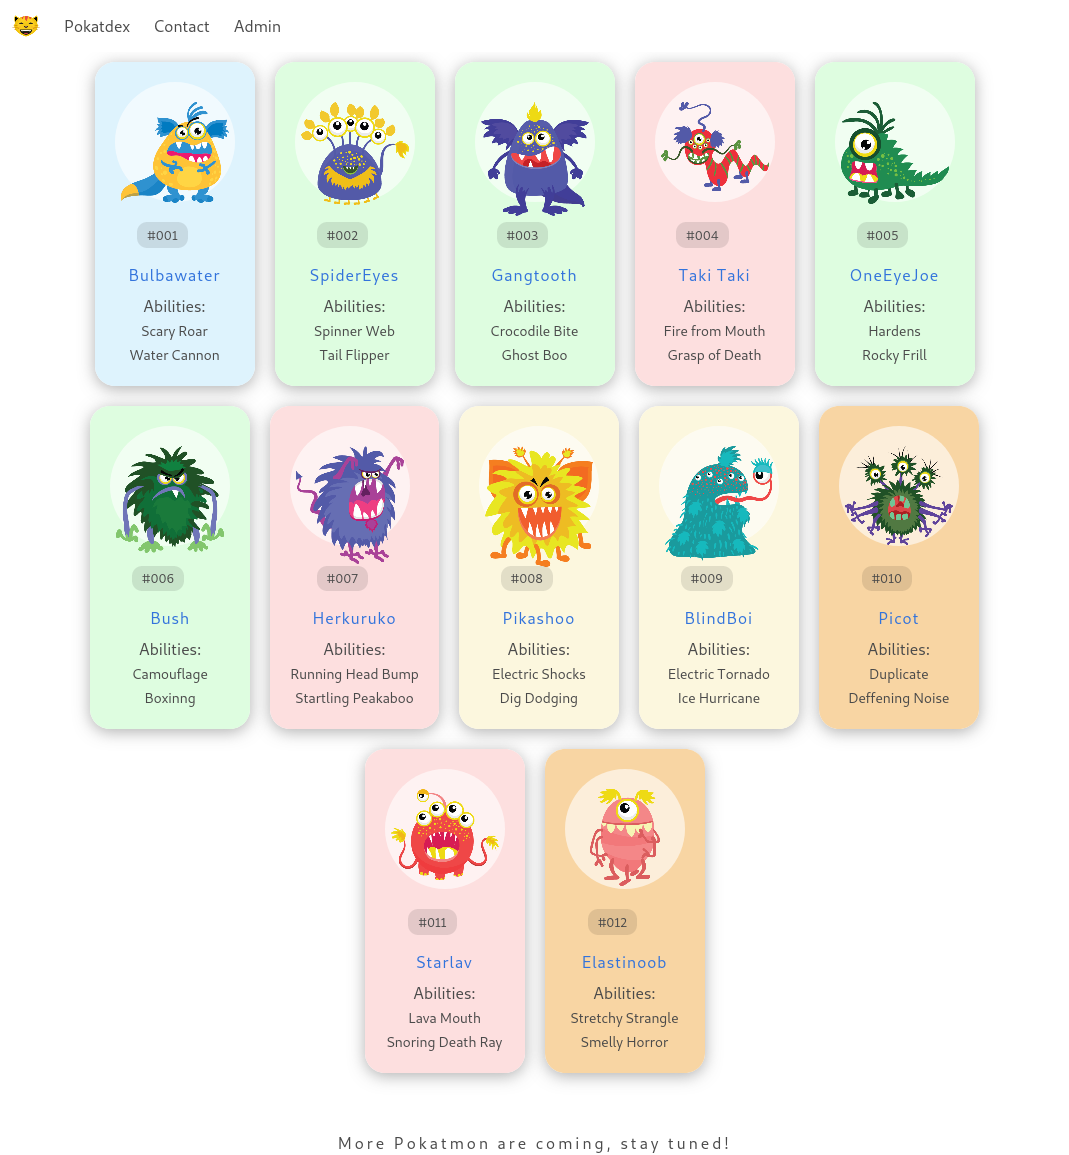 Pokatdex Contact Admin
#001
Bulbawater
Abilities:
Scary Roar
Water Cannon
#002
SpiderEyes
Abilities:
Spinner Web
Tail Flipper
#003
Gangtooth
Abilities:
Crocodile Bite
Ghost Boo
#004
Taki Taki
Abilities:
Fire from Mouth
Grasp of Death
#005
OneEyeJoe
Abilities:
Hardens
Rocky Frill
#006
Bush
Abilities:
Camouflage
Boxinng
#007
Herkuruko
Abilities:
Running Head Bump
Startling Peakaboo
#008
Pikashoo
Abilities:
Electric Shocks
Dig Dodging
#009
BlindBoi
Abilities:
Electric Tornado
Ice Hurricane
#010
Picot
Abilities:
Duplicate
Deffening Noise
#011
Starlav
Abilities:
Lava Mouth
Snoring Death Ray
#012
Elastinoob
Abilities:
Stretchy Strangle
Smelly Horror
More Pokatmon are coming, stay tuned!